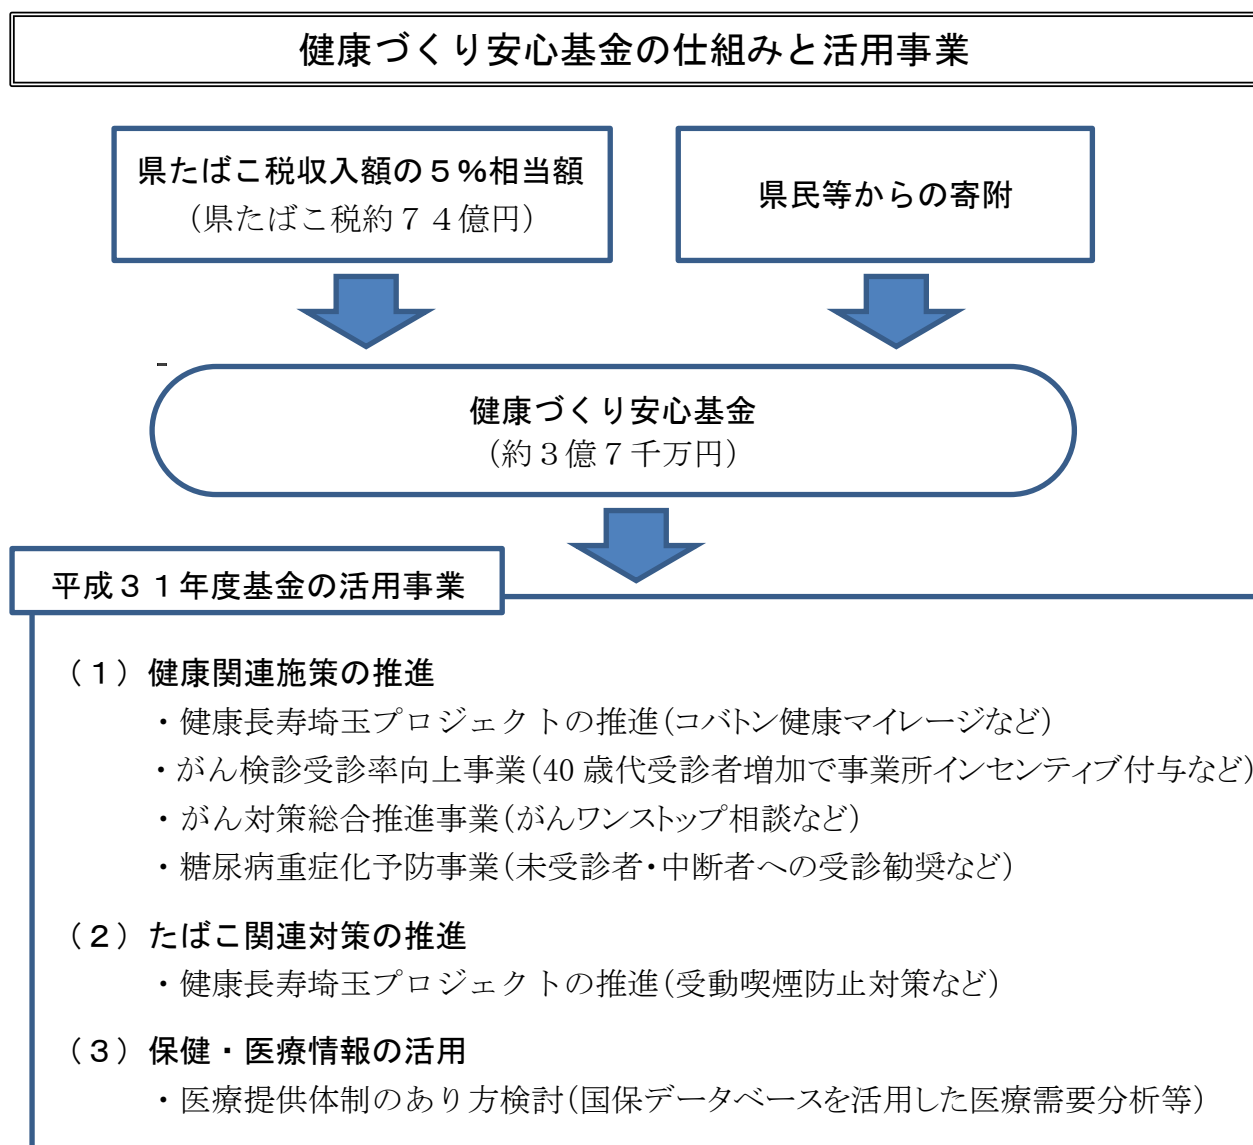 健康づくり安心基金の仕組みと活用事業
県たばこ税収入額の５%相当額
（県たばこ税約７４億円）
県民等からの寄附
健康づくり安心基金
（約３億７千万円）
平成３１年度基金の活用事業
（１）健康関連施策の推進
・健康長寿埼玉プロジェクトの推進（コバトン健康マイレージなど）
・がん検診受診率向上事業（40 歳代受診者増加で事業所インセンティブ付与など）
・がん対策総合推進事業（がんワンストップ相談など）
・糖尿病重症化予防事業（未受診者・中断者への受診勧奨など）
（２）たばこ関連対策の推進
・健康長寿埼玉プロジェクトの推進（受動喫煙防止対策など）
（３）保健・医療情報の活用
・医療提供体制のあり方検討（国保データベースを活用した医療需要分析等）